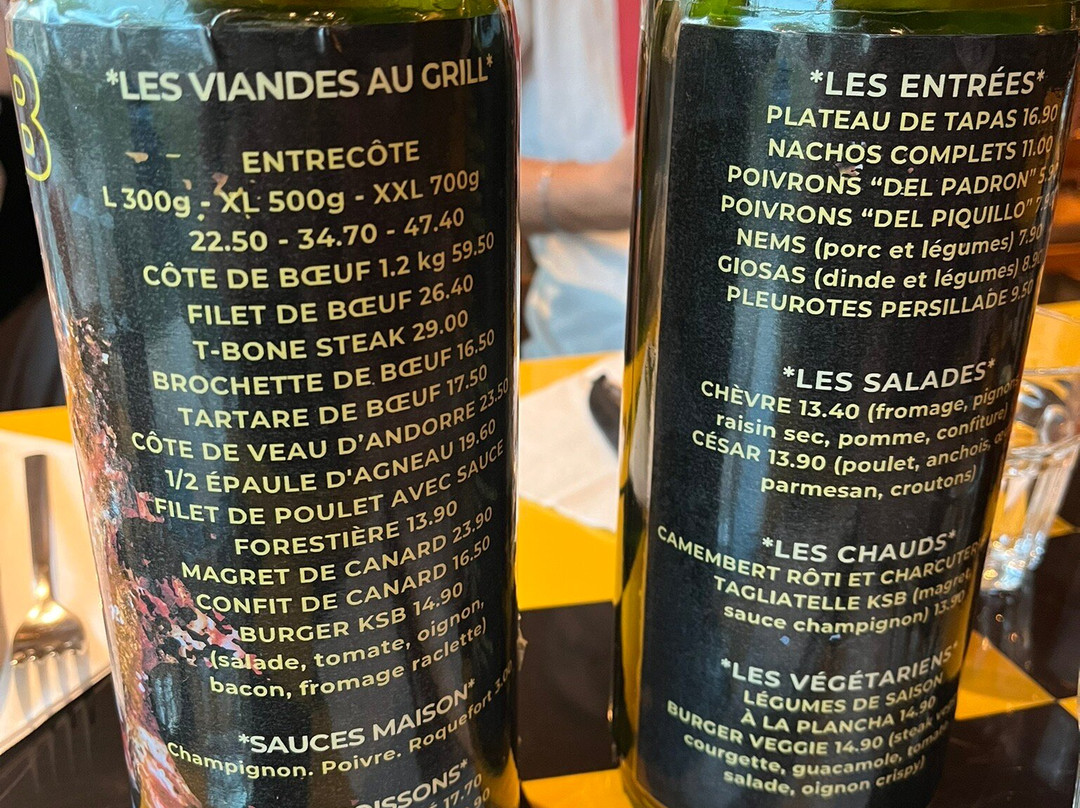 B
*LES VIANDES AU GRILL*
ENTRECÔTE
L 300g - XL 500g - XXL 700g
22.50 - 34.70 - 47.40
CÔTE DE BŒUF 1.2 kg 59.50
FILET DE BŒUF 26.40
T-BONE STEAK 29.00
BROCHETTE DE BŒUF 16.50
TARTARE DE BŒUF 17.50
CÔTE DE VEAU D'ANDORRE 23.50
1/2 ÉPAULE D'AGNEAU 19.60
FILET DE POULET AVEC SAUCE
FORESTIÈRE 13.90
MAGRET DE CANARD 23.90
CONFIT DE CANARD 16.50
BURGER KSB 14.90
(salade, tomate, oignon,
bacon, fromage raclette)
*SAUCES MAISON*
Champignon. Poivre. Roquefort 3.00
17.70
*LES ENTRÉES*
PLATEAU DE TAPAS 16.90
NACHOS COMPLETS 11.00
POIVRONS “DEL PADRON”
POIVRONS “DEL PIQUILLO”
NEMS (porc et légumes) 7.90
GIOSAS (dinde et légumes)
PLEUROTES PERSILLADE 9.50
*LES SALADES*
CHÈVRE 13.40 (fromage,
raisin sec, pomme, confiture)
CÉSAR 13.90 (poulet, anchois,
parmesan, croutons)
*LES CHAUDS*
CAMEMBERT RÔTI ET
TAGLIATELLE KSB (magret,
sauce champignon) 13.90
*LES VÉGÉTARIENS*
LÉGUMES DE SAISON
À LA PLANCHA 14.90
BURGER VEGGIE 14.90 (steak
courgette, guacamole,
salade, oignon crispy)